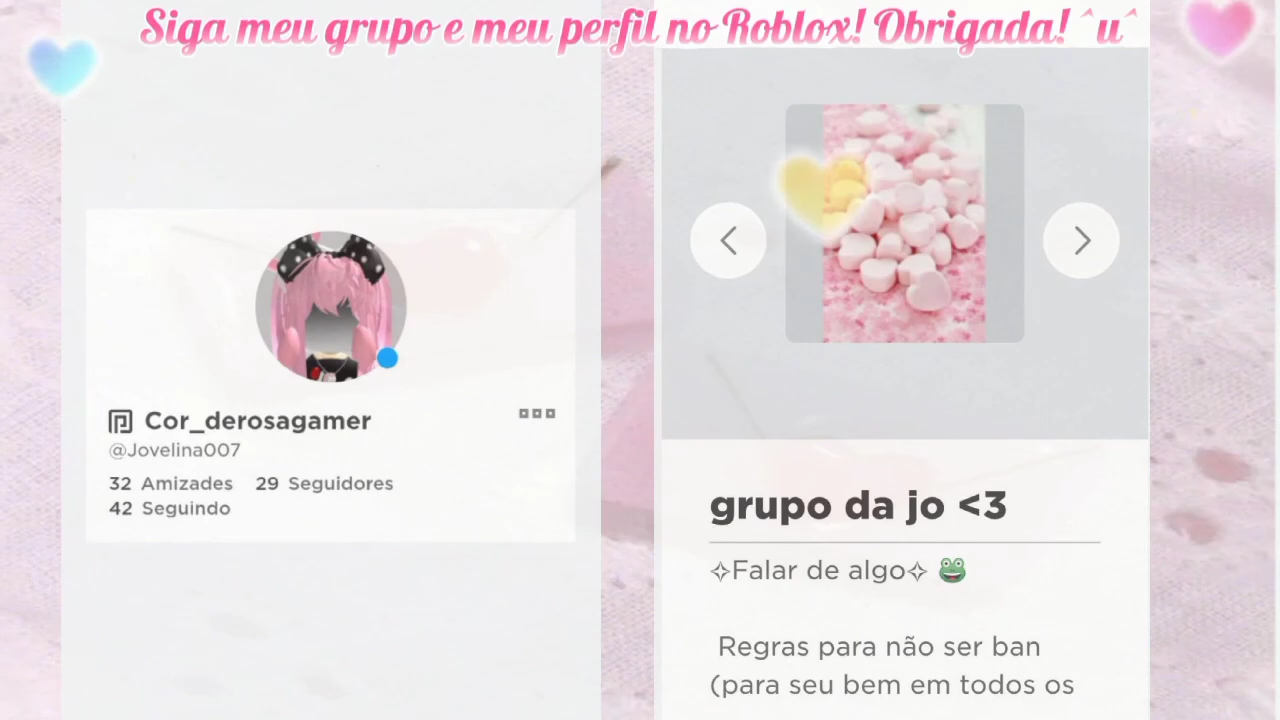 Siga meu grupo e meu perfil no Roblox! Obrigada! ^u^
Cor_derosagamer
@Jovelina007
32 Amizades 29 Seguidores
42 Seguindo
grupo da jo <3
✧Falar de algo✧ 🐸
Regras para não ser ban
(para seu bem em todos os